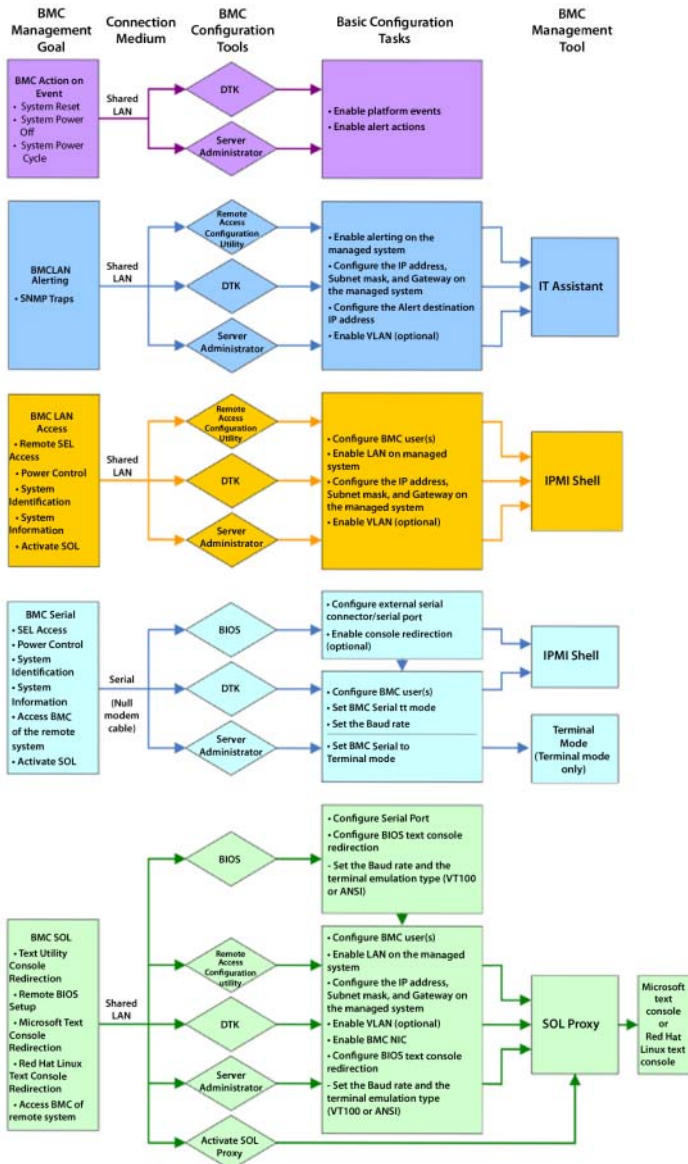 BMC
Management
Goal
Connection
Medium
BMC
Configuration
Tools
Basic Configuration
Tasks
BMC
Management
Tool
BMC Action on
Event
• System Reset
• System Power
Off
• System Power
Cycle
Shared
LAN
DTK
Server
Administrator
• Enable platform events
• Enable alert actions
BMCLAN
Alerting
• SNMP Traps
Shared
LAN
Remote
Access
Configuration
Utility
DTK
Server
Administrator
• Enable alerting on the
managed system
• Configure the IP address,
Subnet mask, and Gateway on
the managed system
• Configure the Alert destination
IP address
• Enable VLAN (optional)
IT Assistant
BMC LAN
Access
• Remote SEL
Access
• Power Control
• System
Identification
• System
Information
• Activate SOL
Shared
LAN
Remote
Access
Configuration
Utility
DTK
Server
Administrator
• Configure BMC user(s)
• Enable LAN on managed
system
• Configure the IP address,
Subnet mask, and Gateway on
the managed system
• Enable VLAN (optional)
IPMI Shell
BMC Serial
• SEL Access
• Power Control
• System
Identification
• System
Information
• Access BMC
of the remote
system
• Activate SOL
Serial
(Null
modem
cable)
BIOS
DTK
Server
Administrator
• Configure external serial
connector/serial port
• Enable console redirection
(optional)
• Configure BMC user(s)
• Set BMC Serial tt mode
• Set the Baud rate
• Set BMC Serial to
Terminal mode
IPMI Shell
Terminal
Mode
(Terminal mode
only)
BMC SOL
• Text Utility
Console
Redirection
• Remote BIOS
Setup
• Microsoft Text
Console
Redirection
• Red Hat Linux
Text Console
Redirection
• Access BMC of
remote system
Shared
LAN
BIOS
Remote
Access
Configuration
utility
DTK
Server
Administrator
Activate SOL
Proxy
• Configure Serial Port
• Configure BIOS text console
redirection
- Set the Baud rate and the
terminal emulation type (VT100
or ANSI)
• Configure BMC user(s)
• Enable LAN on the managed
system
• Configure the IP address,
Subnet mask, and Gateway on
the managed system
• Enable VLAN (optional)
• Enable BMC NIC
• Configure BIOS text console
redirection
- Set the Baud rate and the
terminal emulation type
(VT100 or ANSI)
SOL Proxy
Microsoft
text
console
or
Red Hat
Linux text
console